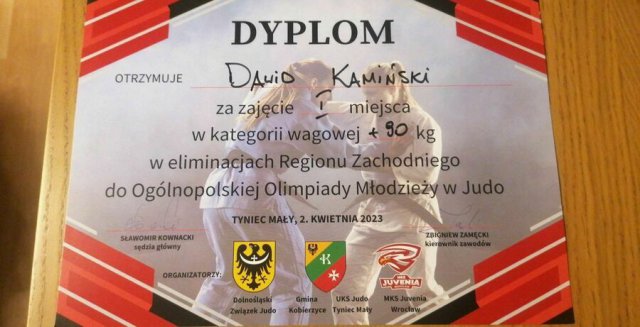 DYPLOM
OTRZYMUJE DAWID KAMIŃSKI
za zajęcie I miejsca
w kategorii wagowej +90 kg
w eliminacjach Regionu Zachodniego
do Ogólnopolskiej Olimpiady Młodzieży w Judo
TYNIEC MAŁY, 2. KWIETNIA 2023
SŁAWOMIR KOWNACKI
sędzia główny
ZBIGNIEW ZAMĘCKI
kierownik zawodów
ORGANIZATORZY:
JUVENIA
Dolnośląski
Związek Judo
Gmina
Kobierzyce
UKS Judo
Tyniec Mały
MKS Juvenia
Wrocław